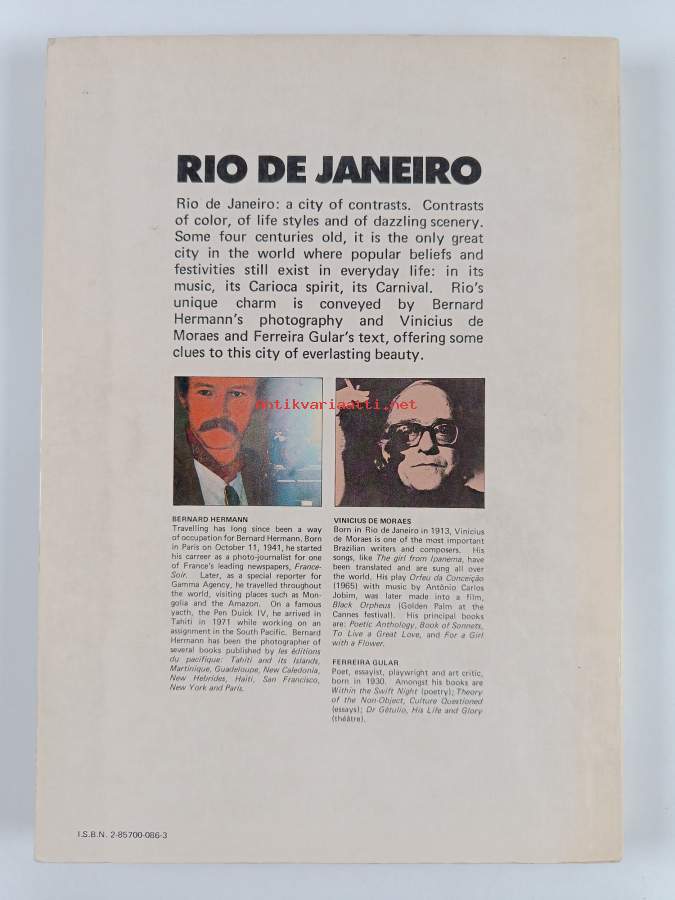 RIO DE JANEIRO
Rio de Janeiro: a city of contrasts. Contrasts
of color, of life styles and of dazzling scenery.
Some four centuries old, it is the only great
city in the world where popular beliefs and
festivities still exist in everyday life: in its
music, its Carioca spirit, its Carnival. Rio's
unique charm is conveyed by Bernard
Hermann's photography and Vinicius de
Moraes and Ferreira Gular's text, offering some
clues to this city of everlasting beauty.
antikvariaatti.net
BERNARD HERMANN
Travelling has long since been a way
of occupation for Bernard Hermann. Born
in Paris on October 11, 1941, he started
his carreer as a photo-journalist for one
of France's leading newspapers, France-
Soir. Later, as a special reporter for
Gamma Agency, he travelled throughout
the world, visiting places such as Mon-
golia and the Amazon. On a famous
yacth, the Pen Duick IV, he arrived in
Tahiti in 1971 while working on an
assignment in the South Pacific. Bernard
Hermann has been the photographer of
several books published by les éditions
du pacifique: Tahiti and its Islands,
Martinique, Guadeloupe, New Caledonia,
New Hebrides, Haiti, San Francisco,
New York and Paris.
VINICIUS DE MORAES
Born in Rio de Janeiro in 1913, Vinicius
de Moraes is one of the most important
Brazilian writers and composers. His
songs, like The girl from Ipanema, have
been translated and are sung all over
the world. His play Orfeu da Conceição
(1965) with music by Antônio Carlos
Jobim, was later made into a film,
Black Orpheus (Golden Palm at the
Cannes festival). His principal books
are: Poetic Anthology, Book of Sonnets,
To Live a Great Love, and For a Girl
with a Flower.
FERREIRA GULAR
Poet, essayist, playwright and art critic,
born in 1930. Amongst his books are
Within the Swift Night (poetry); Theory
of the Non-Object, Culture Questioned
(essays); Dr Gétulio, His Life and Glory
(théâtre).
I.S.B.N. 2-85700-086-3